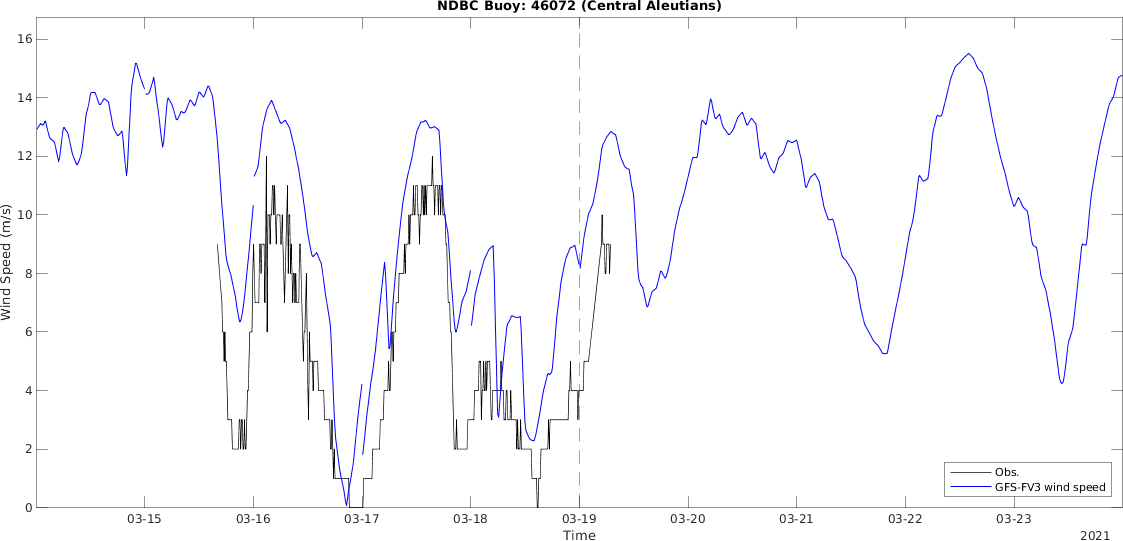 NDBC Buoy: 46072 (Central Aleutians)
16
14
12
10
8
6
4
2
0
Wind Speed (m/s)
03-15 03-16 03-17 03-18 03-19 03-20 03-21 03-22 03-23
Time
2021
Obs.
GFS-FV3 wind speed